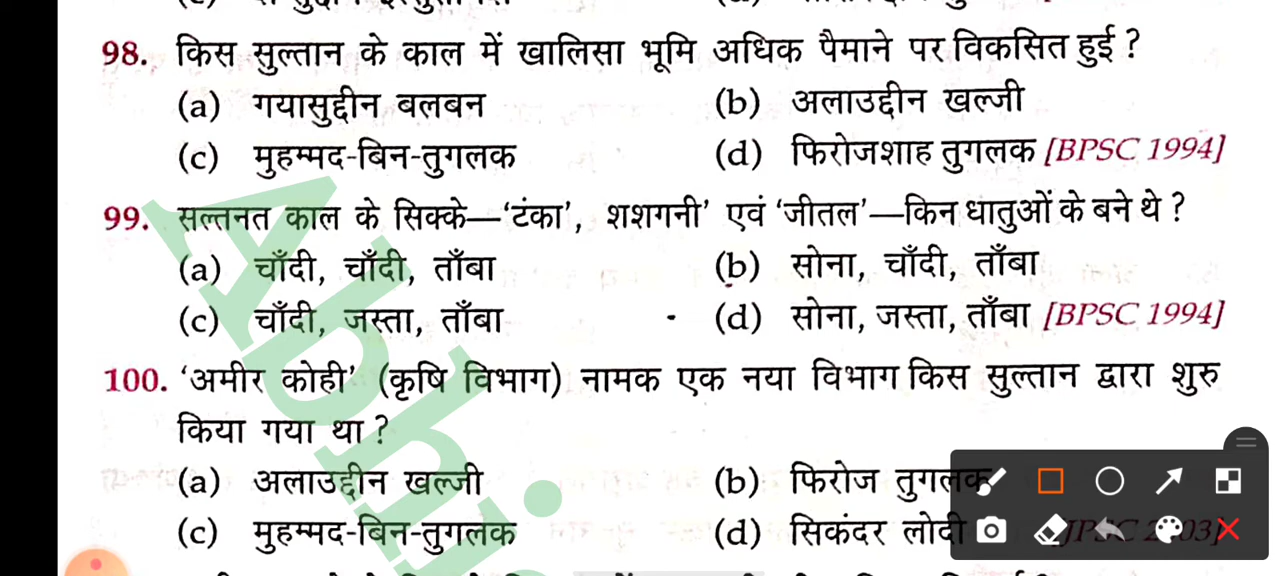 98. किस सुल्तान के काल में खालिसा भूमि अधिक पैमाने पर विकसित हुई ?
(a) गयासुद्दीन बलबन (b) अलाउद्दीन खल्जी
(c) मुहम्मद-बिन-तुगलक (d) फिरोजशाह तुगलक [BPSC 1994]
99. सल्तनत काल के सिक्के—‘टंका’, शशगनी’ एवं ‘जीतल’—किन धातुओं के बने थे ?
(a) चाँदी, चाँदी, ताँबा (b) सोना, चाँदी, ताँबा
(c) चाँदी, जस्ता, ताँबा (d) सोना, जस्ता, ताँबा [BPSC 1994]
100. ‘अमीर कोही’ (कृषि विभाग) नामक एक नया विभाग किस सुल्तान द्वारा शुरु
किया गया था ?
(a) अलाउद्दीन खल्जी (b) फिरोज तुगलक
(c) मुहम्मद-बिन-तुगलक (d) सिकंदर लोदी
Abhi